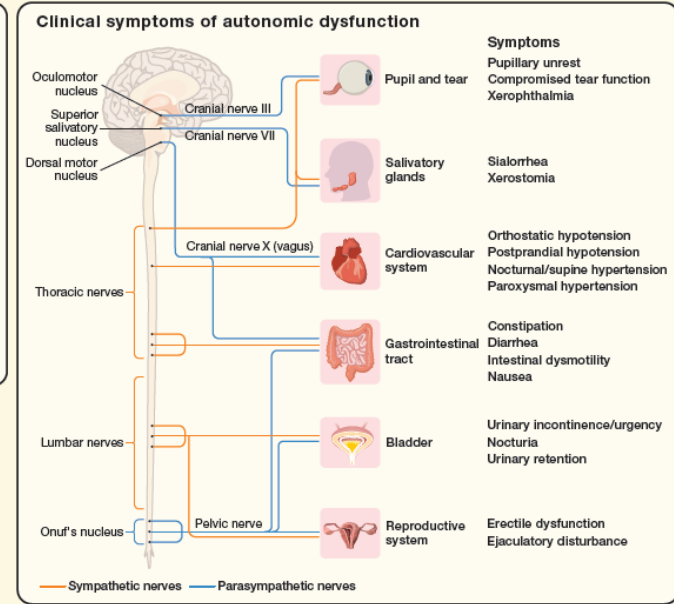 Clinical symptoms of autonomic dysfunction
Symptoms
Oculomotor
nucleus
Cranial nerve III
Pupil and tear
Pupillary unrest
Compromised tear function
Xerophthalmia
Superior
salivatory
nucleus
Cranial nerve VII
Dorsal motor
nucleus
Salivatory
glands
Sialorrhea
Xerostomia
Cranial nerve X (vagus)
Cardiovascular
system
Orthostatic hypotension
Postprandial hypotension
Nocturnal/supine hypertension
Paroxysmal hypertension
Thoracic nerves
Gastrointestinal
tract
Constipation
Diarrhea
Intestinal dysmotility
Nausea
Lumbar nerves
Bladder
Urinary incontinence/urgency
Nocturia
Urinary retention
Onuf's nucleus
Pelvic nerve
Reproductive
system
Erectile dysfunction
Ejaculatory disturbance
Sympathetic nerves
Parasympathetic nerves